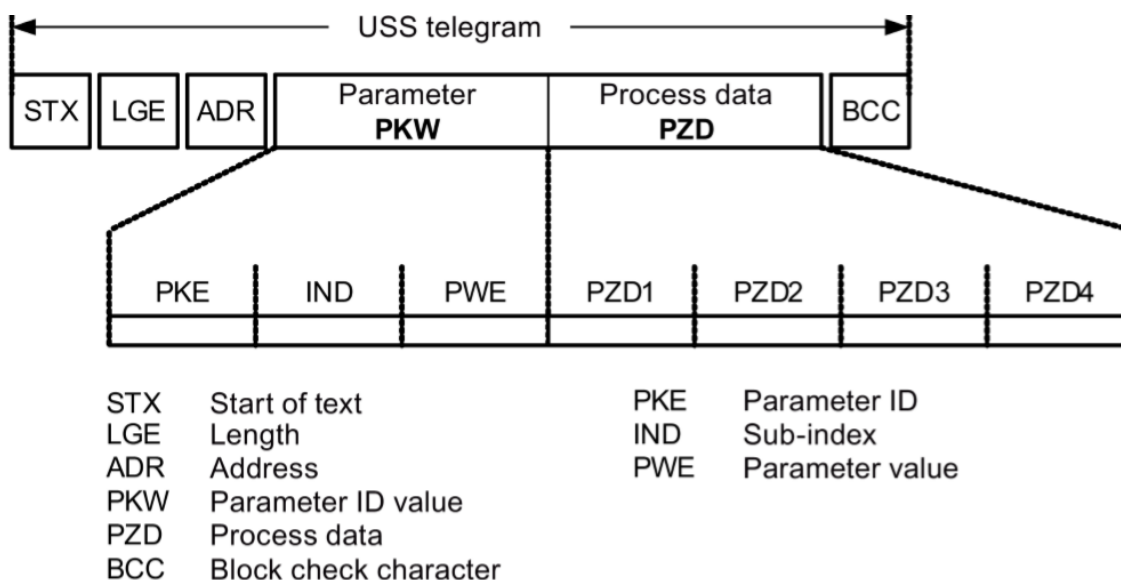 USS telegram
STX LGE ADR Parameter PKW Process data PZD BCC
PKE IND PWE PZD1 PZD2 PZD3 PZD4
STX Start of text
LGE Length
ADR Address
PKW Parameter ID value
PZD Process data
BCC Block check character
PKE Parameter ID
IND Sub-index
PWE Parameter value